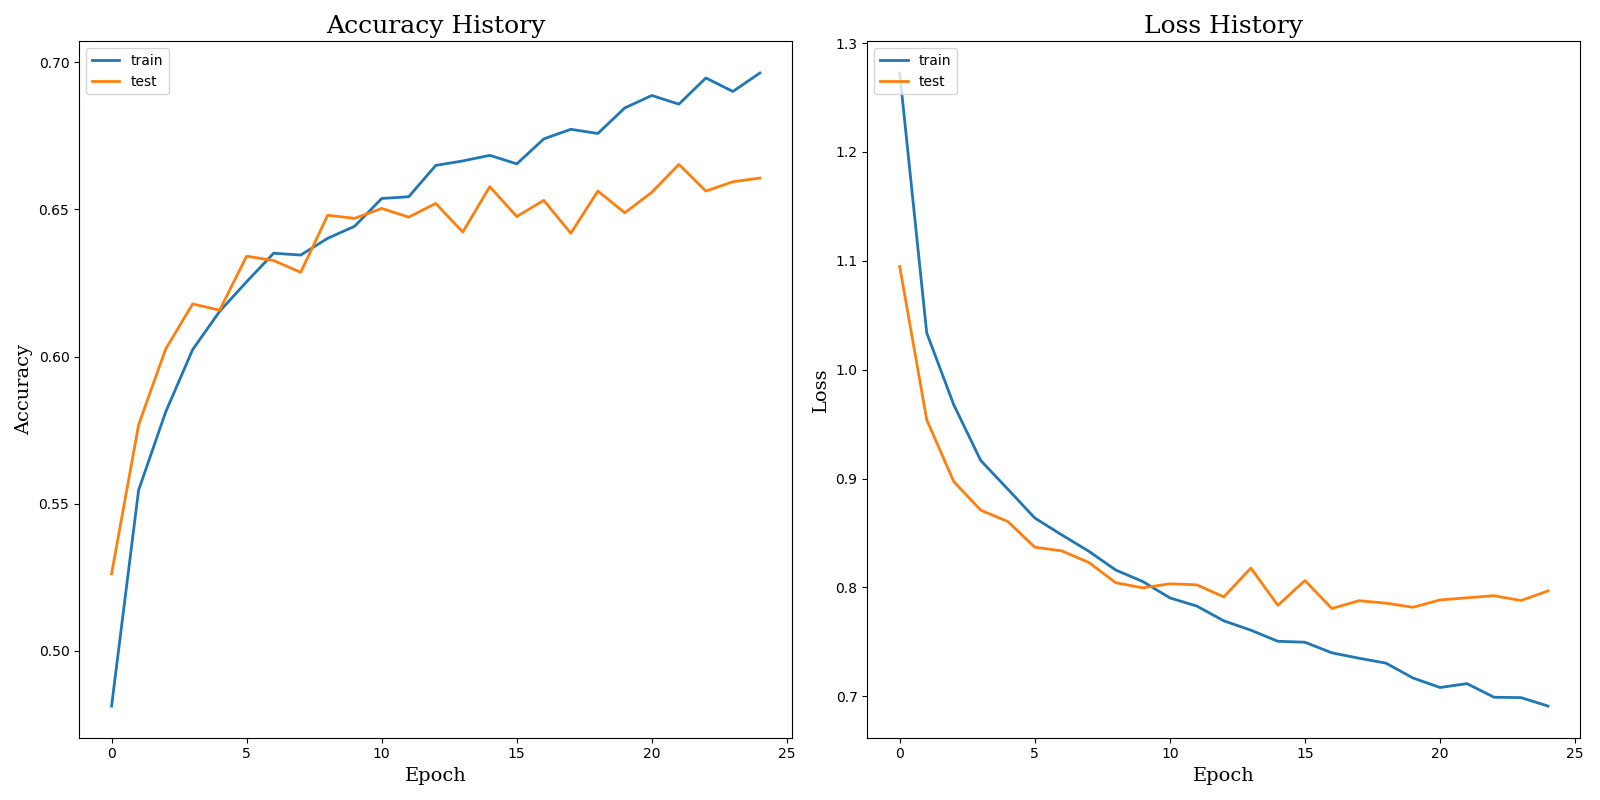 Accuracy History
train
test
0.70
0.65
0.60
0.55
0.50
Accuracy
0 5 10 15 20 25
Epoch
Loss History
train
test
1.3
1.2
1.1
1.0
0.9
0.8
0.7
Loss
0 5 10 15 20 25
Epoch